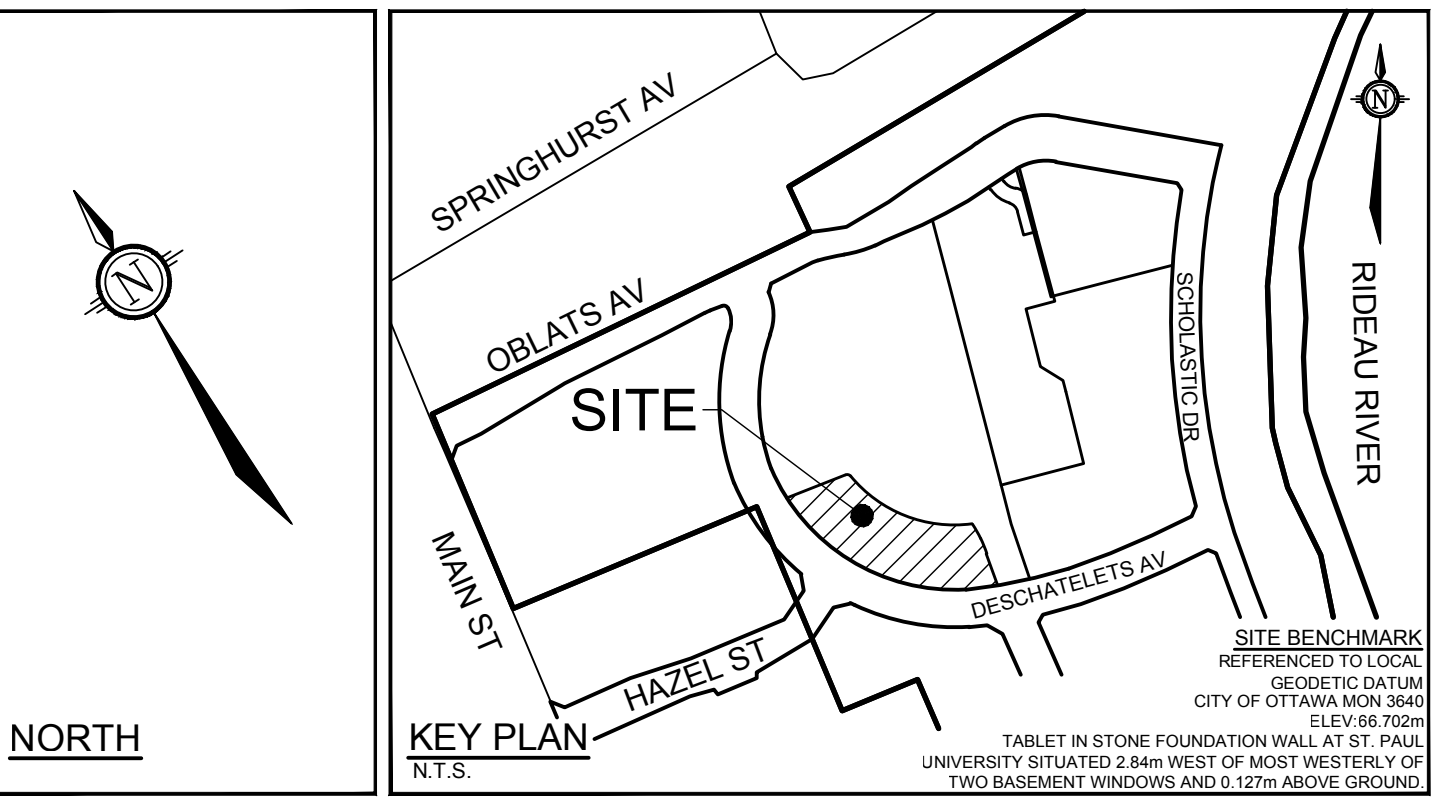 N
NORTH
SPRINGHURST AV
N
OBLATS AV
SCHOLASTIC DR
RIDEAU RIVER
SITE
MAIN ST
DESCHATELETS AV
HAZEL ST
KEY PLAN
N.T.S.
SITE BENCHMARK
REFERENCED TO LOCAL
GEODETIC DATUM
CITY OF OTTAWA MON 3640
ELEV:66.702m
TABLET IN STONE FOUNDATION WALL AT ST. PAUL
UNIVERSITY SITUATED 2.84m WEST OF MOST WESTERLY OF
TWO BASEMENT WINDOWS AND 0.127m ABOVE GROUND.